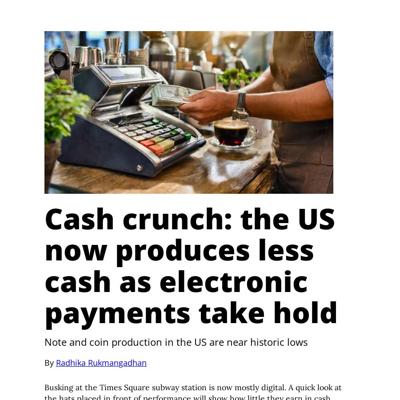 Cash crunch: the US
now produces less
cash as electronic
payments take hold
Note and coin production in the US are near historic lows
By Radhika Rukmangadhan
Busking at the Times Square subway station is now mostly digital. A quick look at
the hats placed in front of performance will show how little they earn in cash